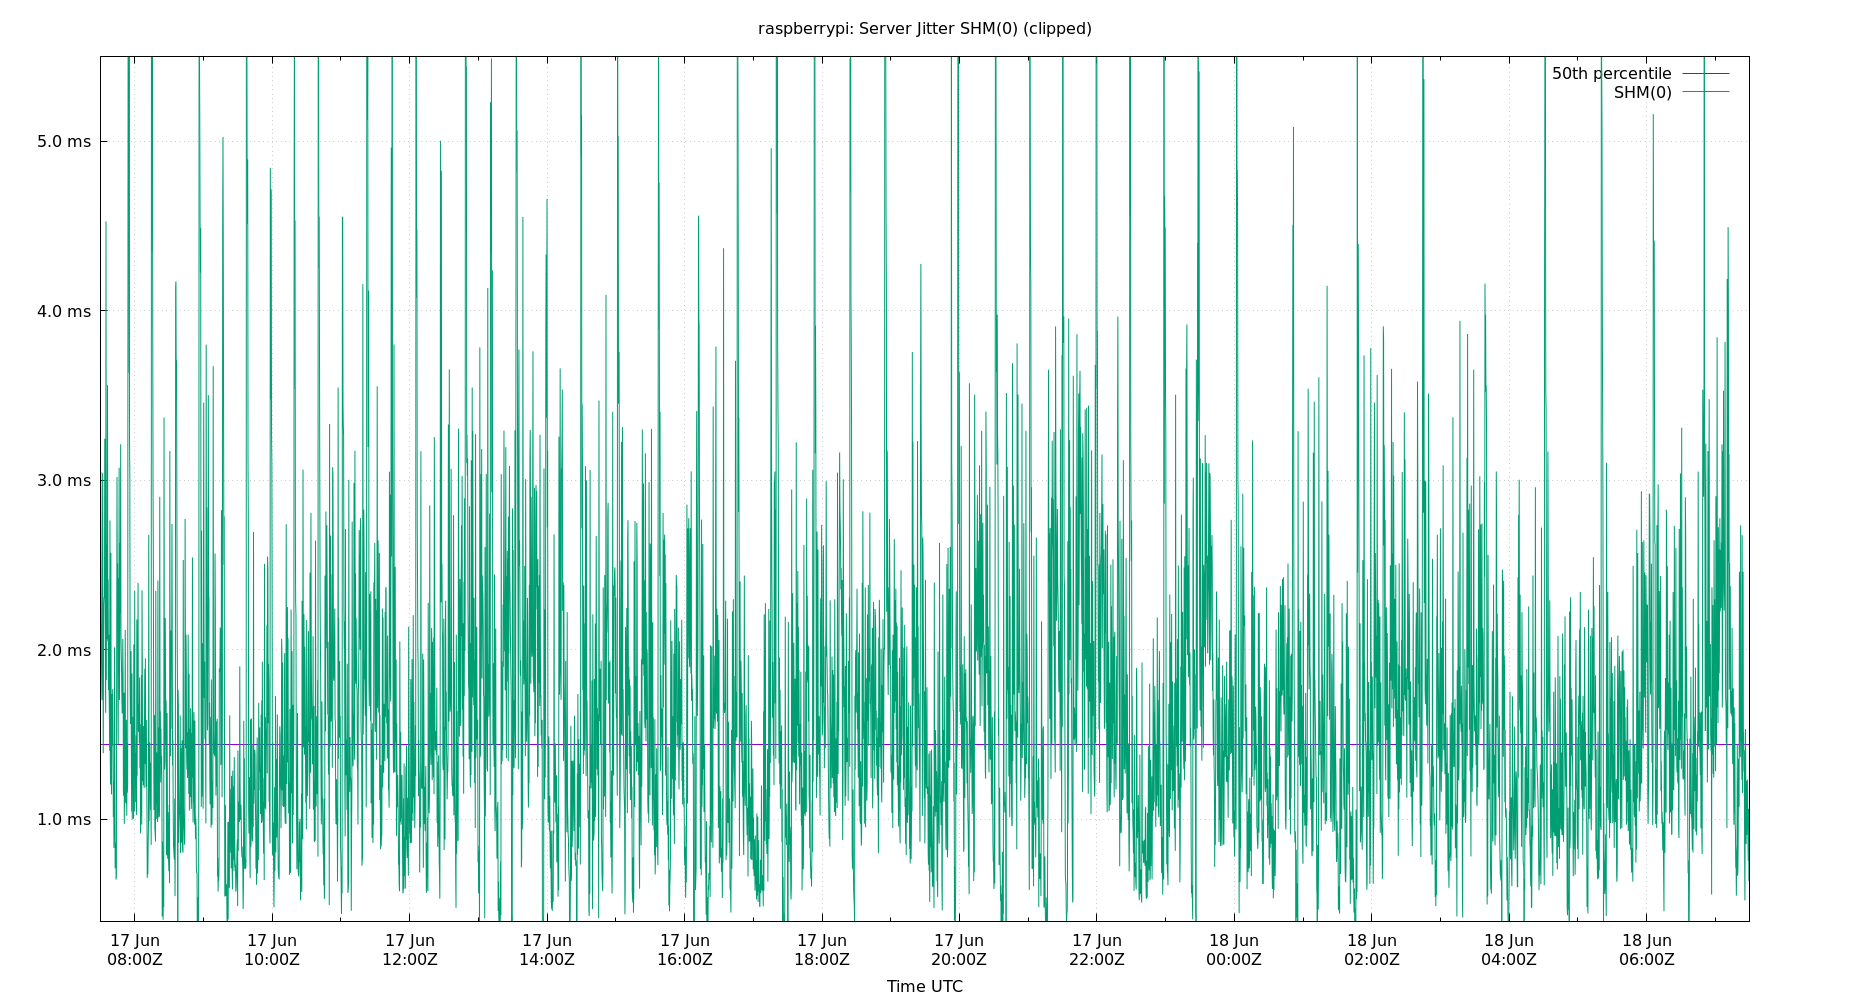 raspberrypi: Server Jitter SHM(0) (clipped)
50th percentile
SHM(0)
5.0 ms
4.0 ms
3.0 ms
2.0 ms
1.0 ms
17 Jun 17 Jun 17 Jun 17 Jun 17 Jun 17 Jun 17 Jun 17 Jun 18 Jun 18 Jun 18 Jun 18 Jun
08:00Z 10:00Z 12:00Z 14:00Z 16:00Z 18:00Z 20:00Z 22:00Z 00:00Z 02:00Z 04:00Z 06:00Z
Time UTC